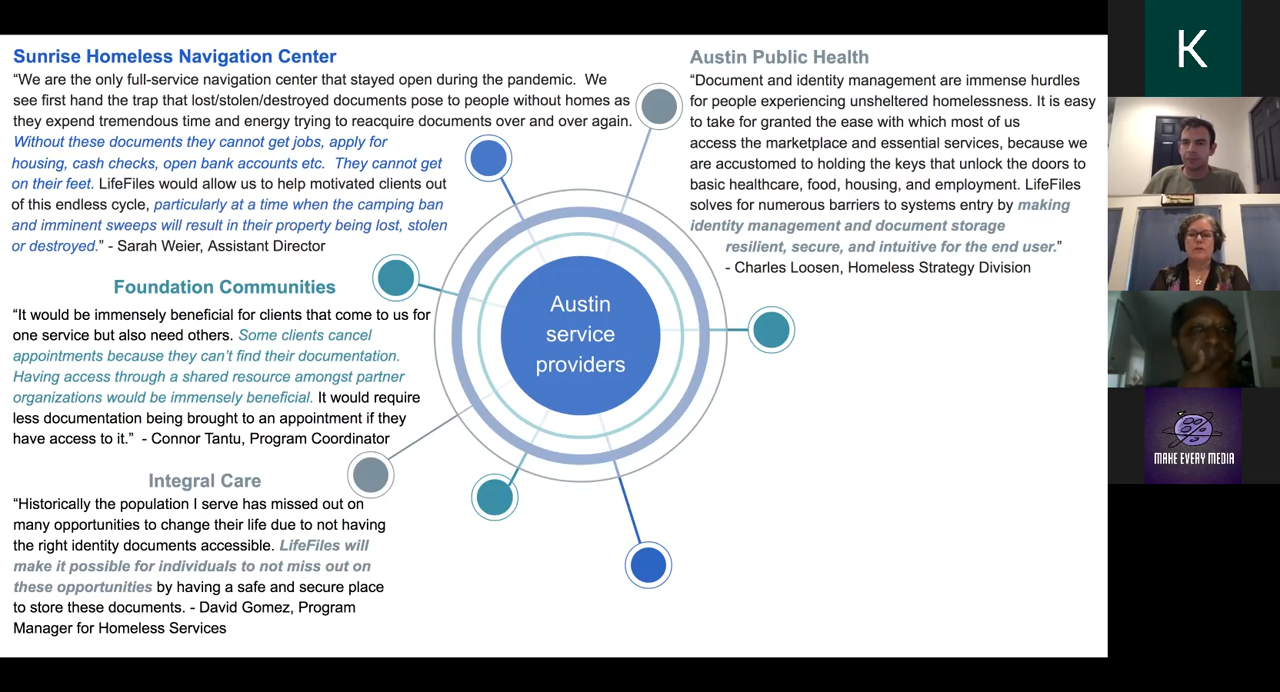 Sunrise Homeless Navigation Center
“We are the only full-service navigation center that stayed open during the pandemic. We
see first hand the trap that lost/stolen/destroyed documents pose to people without homes as
they expend tremendous time and energy trying to reacquire documents over and over again.
Without these documents they cannot get jobs, apply for
housing, cash checks, open bank accounts etc. They cannot get
on their feet. LifeFiles would allow us to help motivated clients out
of this endless cycle, particularly at a time when the camping ban
and imminent sweeps will result in their property being lost, stolen
or destroyed.” - Sarah Weier, Assistant Director
Foundation Communities
“It would be immensely beneficial for clients that come to us for
one service but also need others. Some clients cancel
appointments because they can’t find their documentation.
Having access through a shared resource amongst partner
organizations would be immensely beneficial. It would require
less documentation being brought to an appointment if they
have access to it.” - Connor Tantu, Program Coordinator
Integral Care
“Historically the population I serve has missed out on
many opportunities to change their life due to not having
the right identity documents accessible. LifeFiles will
make it possible for individuals to not miss out on
these opportunities by having a safe and secure place
to store these documents. - David Gomez, Program
Manager for Homeless Services
Austin
service
providers
Austin Public Health
“Document and identity management are immense hurdles
for people experiencing unsheltered homelessness. It is easy
to take for granted the ease with which most of us
access the marketplace and essential services, because we
are accustomed to holding the keys that unlock the doors to
basic healthcare, food, housing, and employment. LifeFiles
solves for numerous barriers to systems entry by making
identity management and document storage
resilient, secure, and intuitive for the end user.”
- Charles Loosen, Homeless Strategy Division
K
MAKE EVERY MEDIA